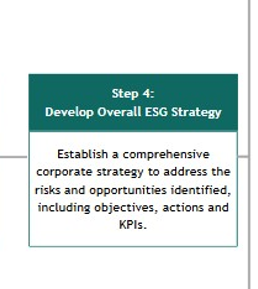 Step 4:
Develop Overall ESG Strategy
Establish a comprehensive
corporate strategy to address the
risks and opportunities identified,
including objectives, actions and
KPIs.